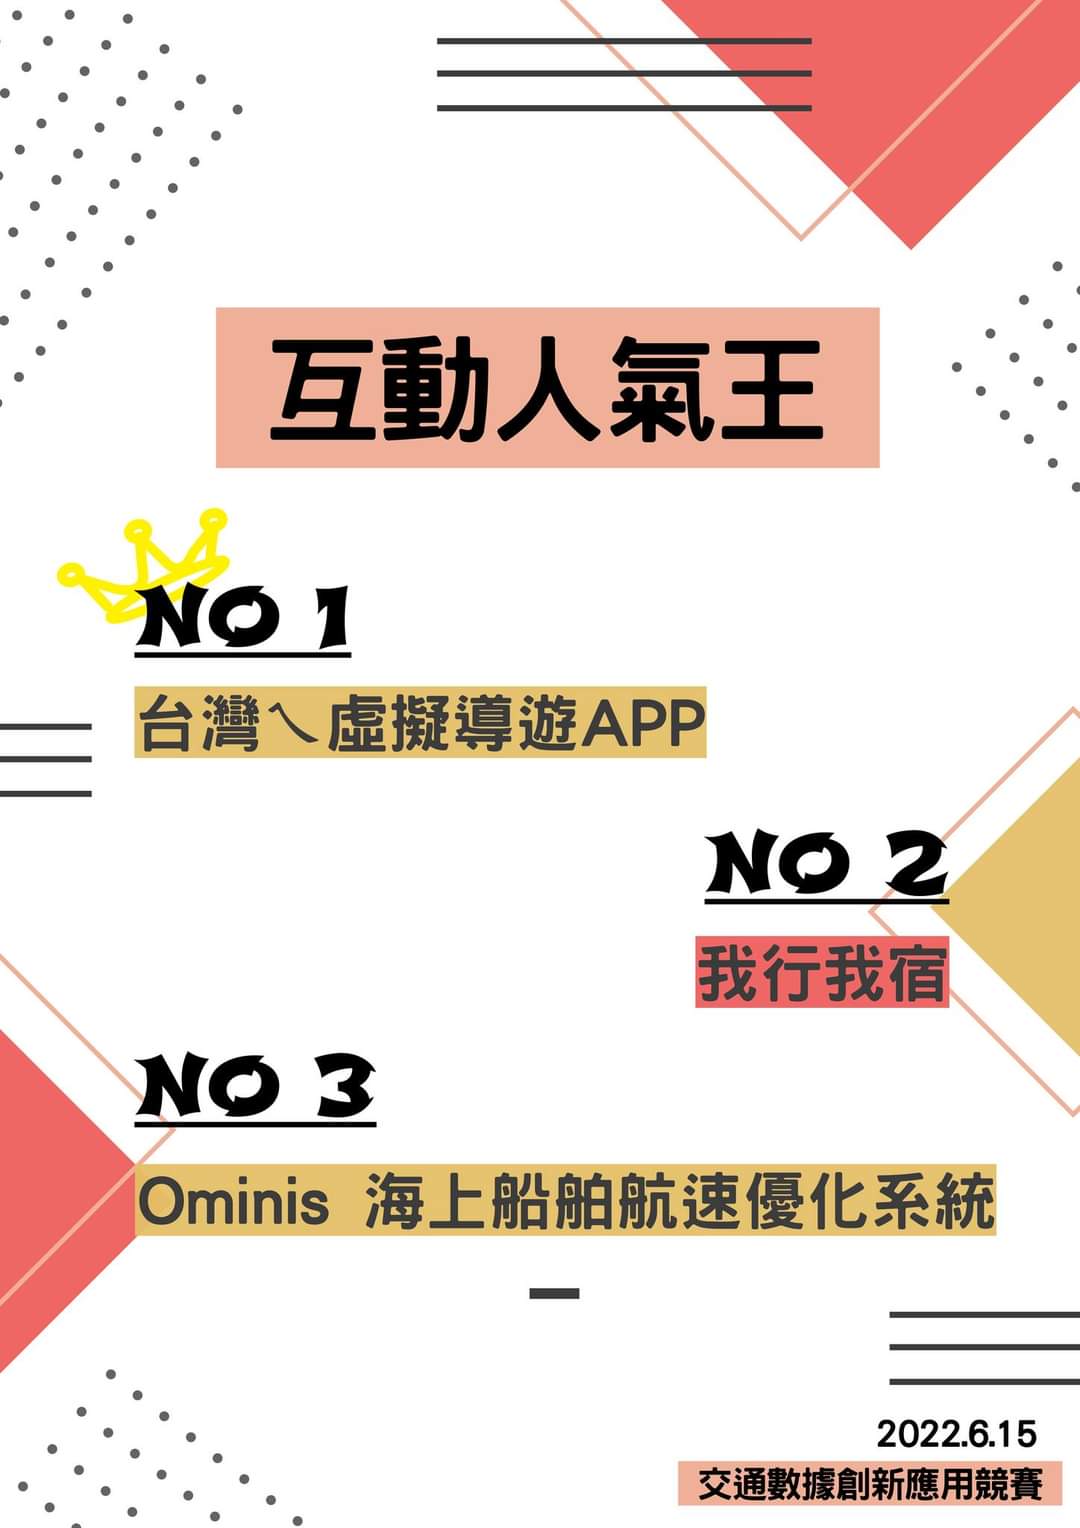 互動人氣王
NO 1
台灣ㄟ虛擬導遊APP
NO 2
我行我宿
NO 3
Ominis 海上船舶航速優化系統
2022.6.15
交通數據創新應用競賽